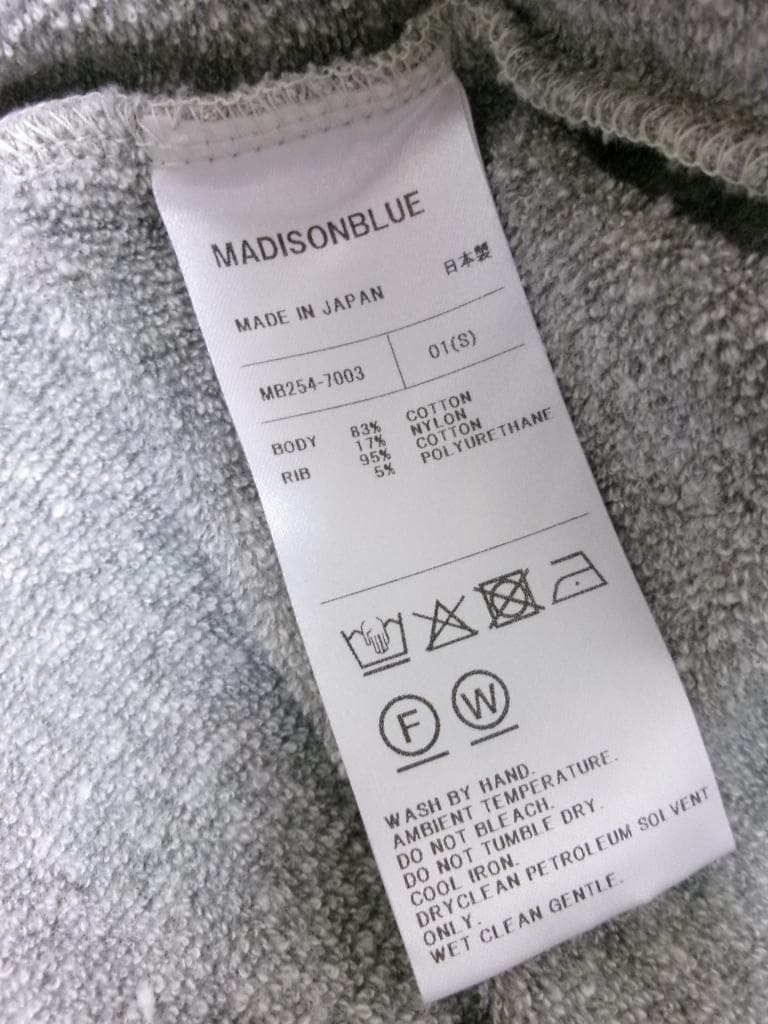 MADISONBLUE
MADE IN JAPAN 日本製
MB254-7003 01(S)
BODY 83% COTTON
17% NYLON
RIB 95% COTTON
5% POLYURETHANE
F W
WASH BY HAND.
AMBIENT TEMPERATURE.
DO NOT BLEACH.
DO NOT TUMBLE DRY.
COOL IRON.
DRYCLEAN PETROLEUM SOLVENT
ONLY.
WET CLEAN GENTLE.